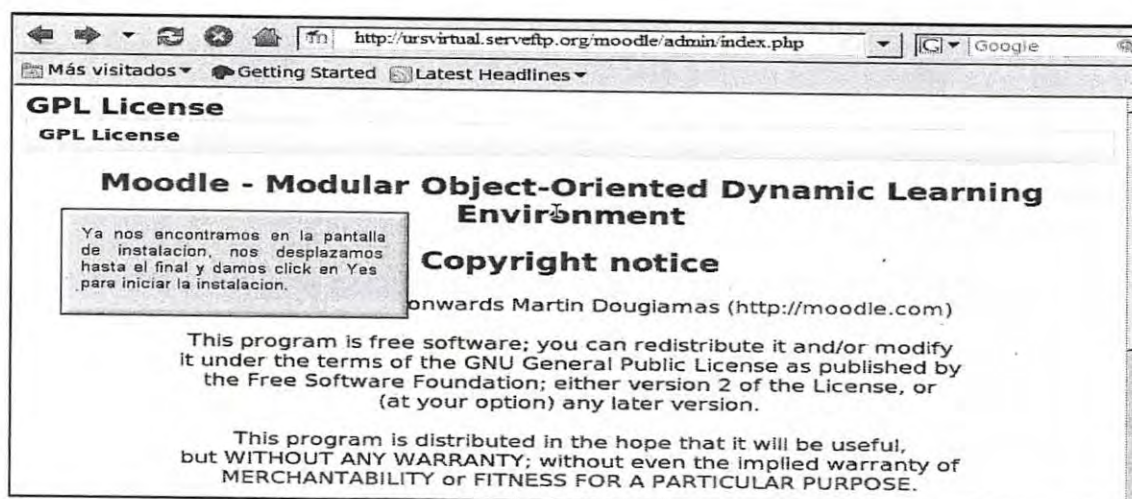 http://ursvirtual.serveftp.org/moodle/admin/index.php
G Google
Más visitados Getting Started Latest Headlines
GPL License
GPL License
Moodle - Modular Object-Oriented Dynamic Learning
Environment
Ya nos encontramos en la pantalla
de instalacion, nos desplazamos
hasta el final y damos click en Yes
para iniciar la instalacion.
Copyright notice
onwards Martin Dougiamas (http://moodle.com)
This program is free software; you can redistribute it and/or modify
it under the terms of the GNU General Public License as published by
the Free Software Foundation; either version 2 of the License, or
(at your option) any later version.
This program is distributed in the hope that it will be useful,
but WITHOUT ANY WARRANTY; without even the implied warranty of
MERCHANTABILITY or FITNESS FOR A PARTICULAR PURPOSE.